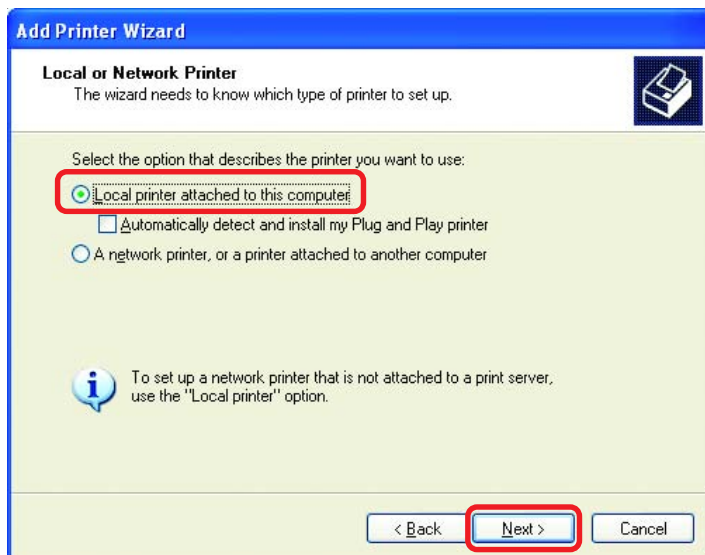 Add Printer Wizard
Local or Network Printer
The wizard needs to know which type of printer to set up.
Select the option that describes the printer you want to use:
Local printer attached to this computer
Automatically detect and install my Plug and Play printer
A network printer, or a printer attached to another computer
To set up a network printer that is not attached to a print server,
use the "Local printer" option.
< Back Next > Cancel